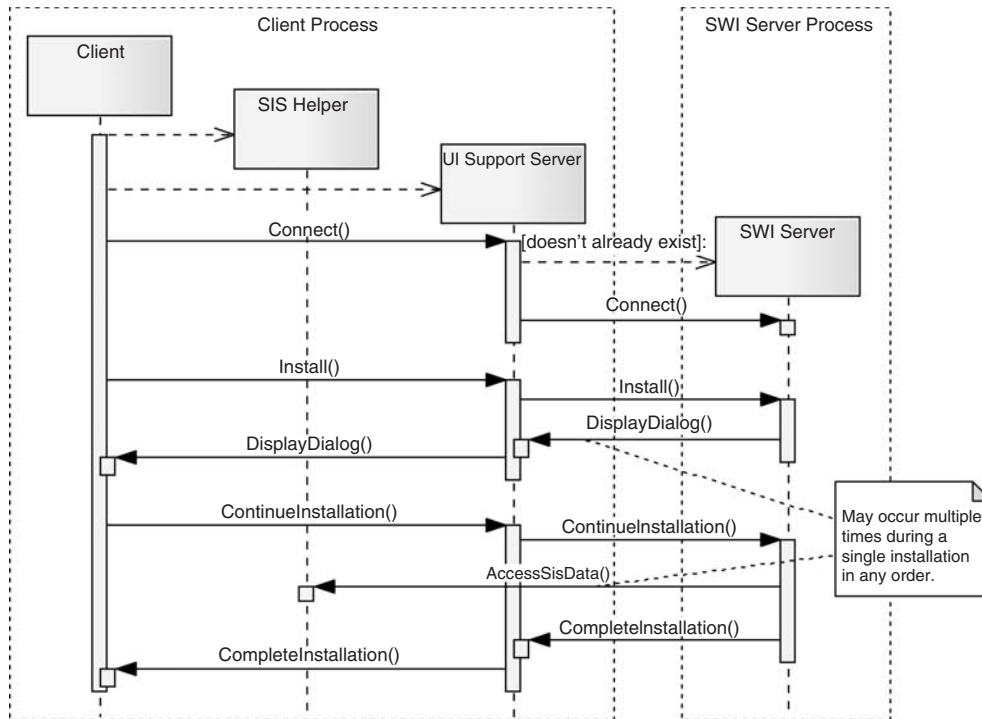 Client Process
SWI Server Process
Client
SIS Helper
UI Support Server
Connect()
[doesn't already exist]:
SWI Server
Connect()
Install()
Install()
DisplayDialog()
DisplayDialog()
ContinueInstallation()
ContinueInstallation()
May occur multiple
times during a
single installation
in any order.
AccessSisData()
CompleteInstallation()
CompleteInstallation()